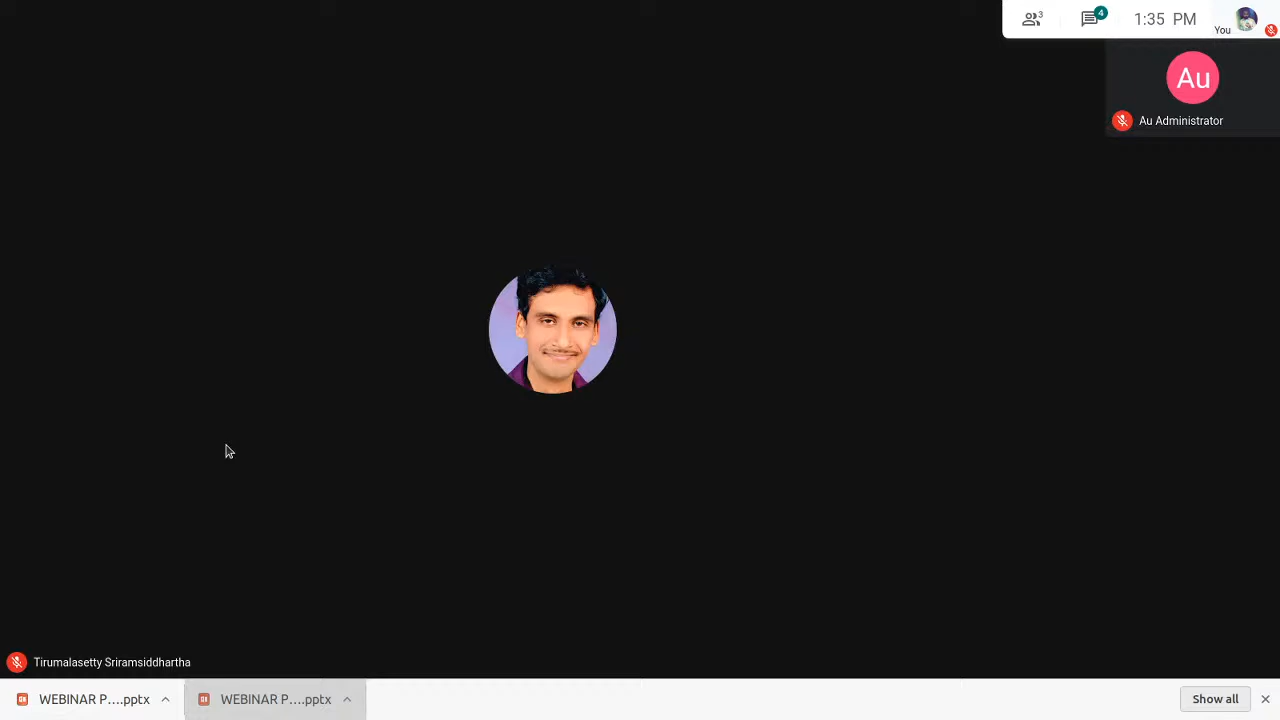 3
4
1:35 PM
You
Au
Au Administrator
Tirumalasetty Sriramsiddhartha
WEBINAR P....pptx
WEBINAR P....pptx
Show all